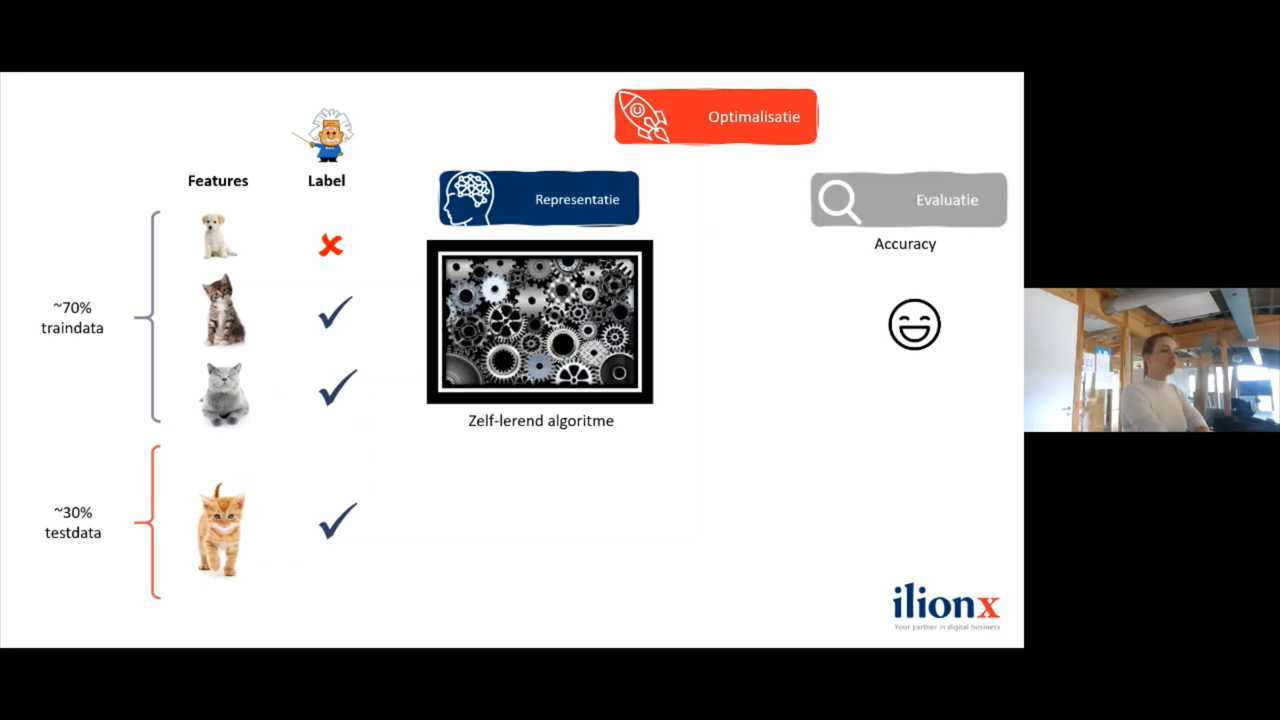 Optimalisatie
Features
Label
Representatie
Evaluatie
Accuracy
~70%
traindata
Zelf-lerend algoritme
~30%
testdata
ilionx
Your partner in digital business